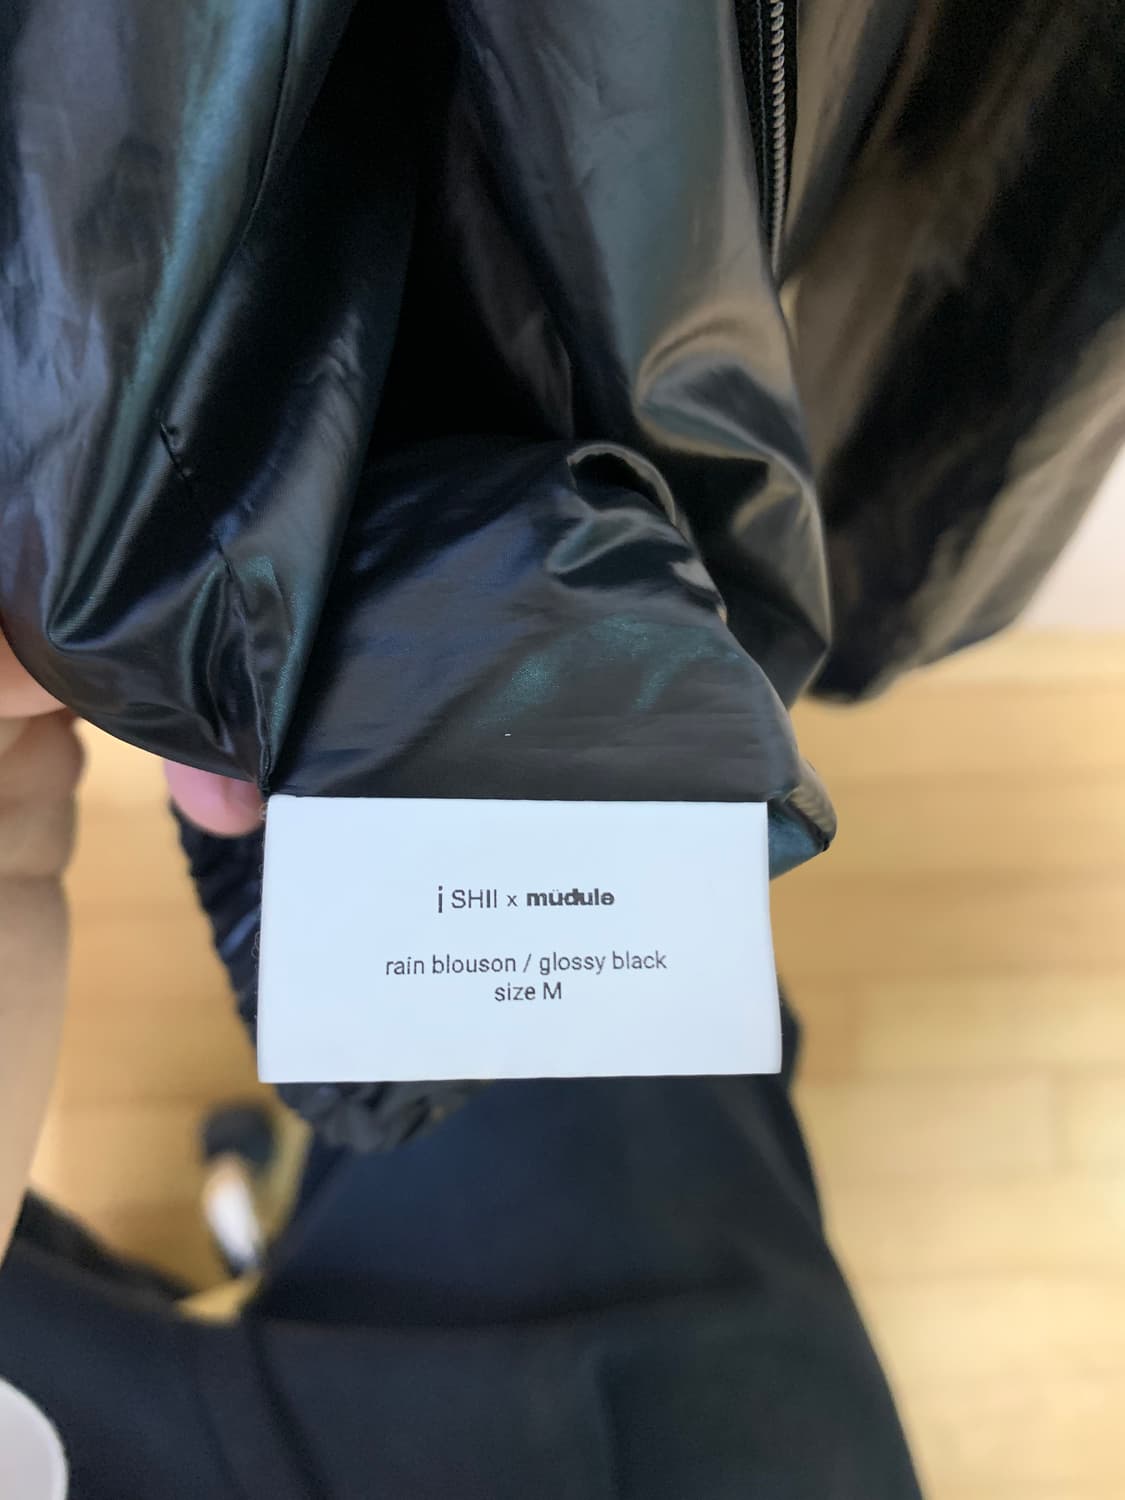 i SHII x müdule
rain blouson / glossy black
size M